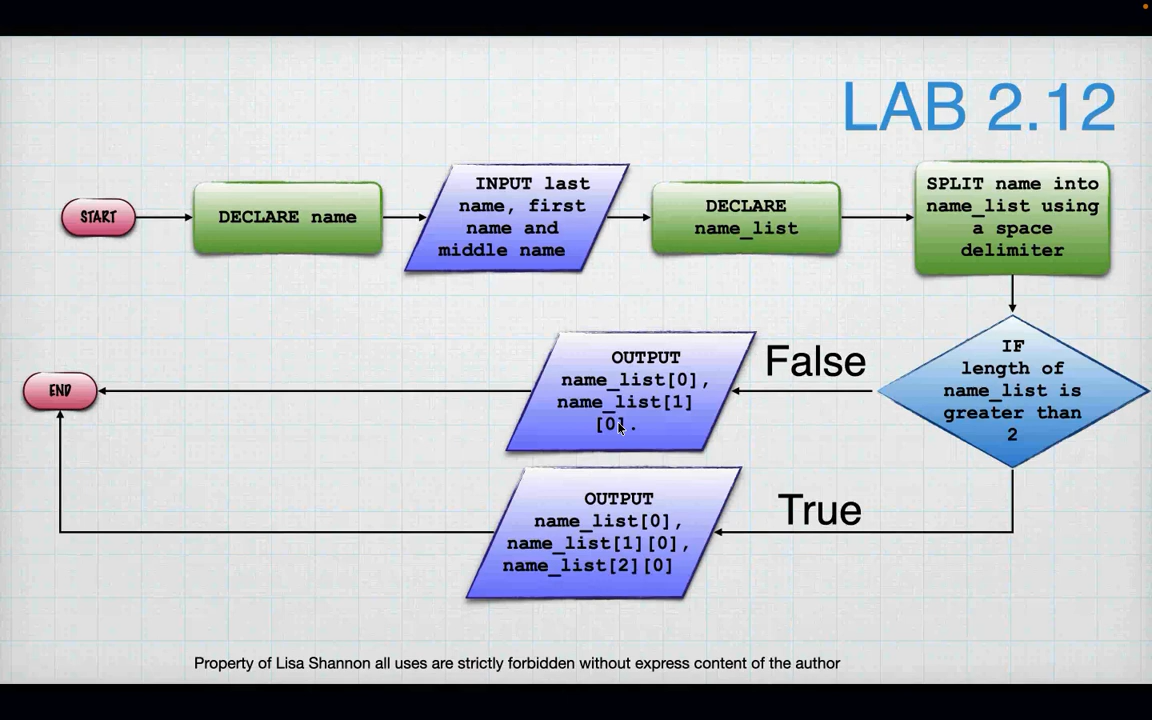 LAB 2.12
START
DECLARE name
INPUT last
name, first
name and
middle name
DECLARE
name_list
SPLIT name into
name_list using
a space
delimiter
IF
length of
name_list is
greater than
2
False
OUTPUT
name_list[0],
name_list[1]
[0].
END
True
OUTPUT
name_list[0],
name_list[1][0],
name_list[2][0]
Property of Lisa Shannon all uses are strictly forbidden without express content of the author